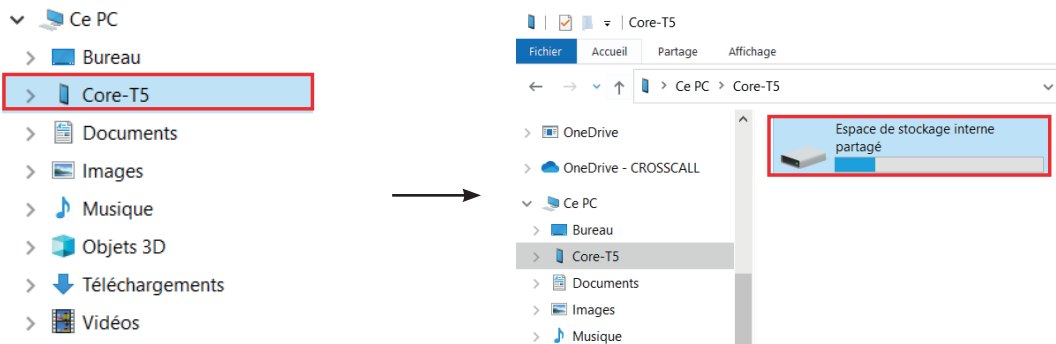 Ce PC
Bureau
Core-T5
Documents
Images
Musique
Objets 3D
Téléchargements
Vidéos
Core-T5
Fichier Accueil Partage Affichage
Ce PC Core-T5
OneDrive
OneDrive - CROSSCALL
Ce PC
Bureau
Core-T5
Documents
Images
Musique
Espace de stockage interne
partagé